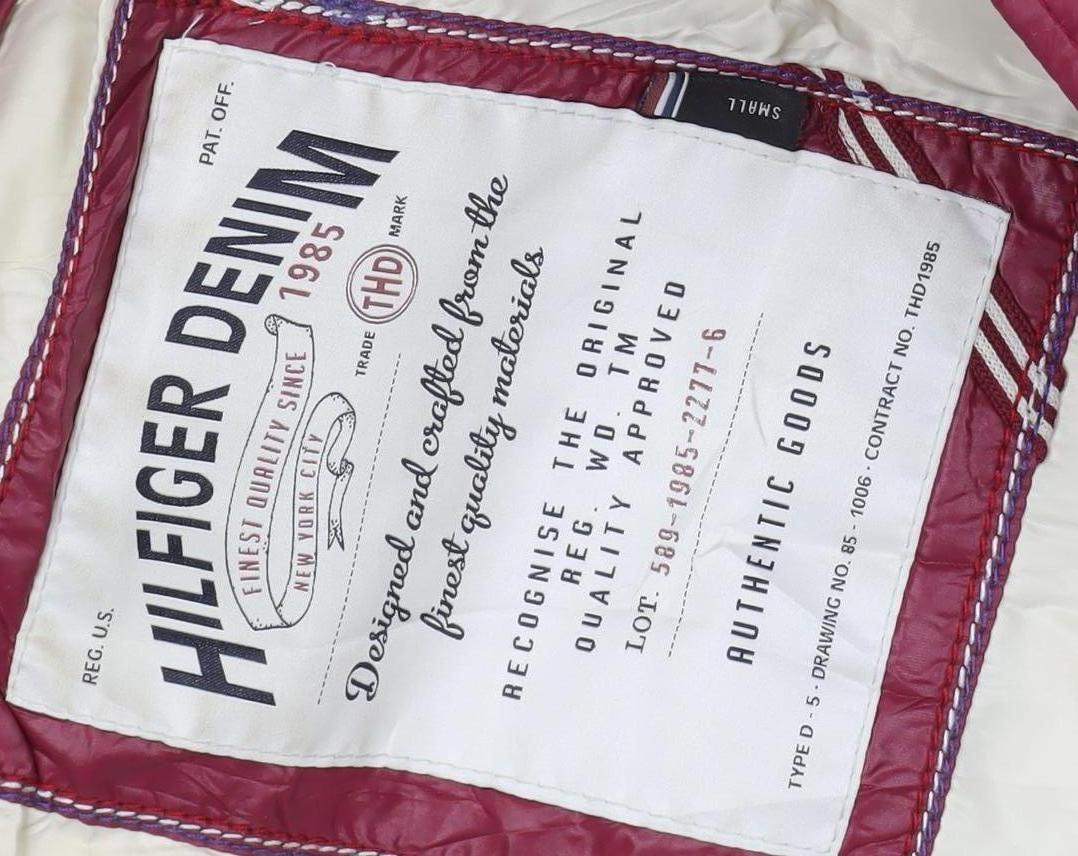 REG. U.S. PAT. OFF.
HILFIGER DENIM
FINEST QUALITY SINCE 1985
NEW YORK CITY
TRADE THD MARK
Designed and crafted from the
finest quality materials
RECOGNISE THE ORIGINAL
REG. WD. TM
QUALITY APPROVED
LOT. 589-1985-2277-6
AUTHENTIC GOODS
TYPE D - 5 · DRAWING NO. 85 · 1006 · CONTRACT NO. THD1985
SMALL